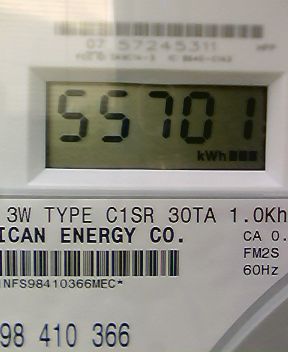 07 57245311
55701
kWh
3W TYPE C1SR 30TA 1.0Kh
ICAN ENERGY CO.
CA 0.
FM2S
60Hz
NFS98410366MEC*
98 410 366